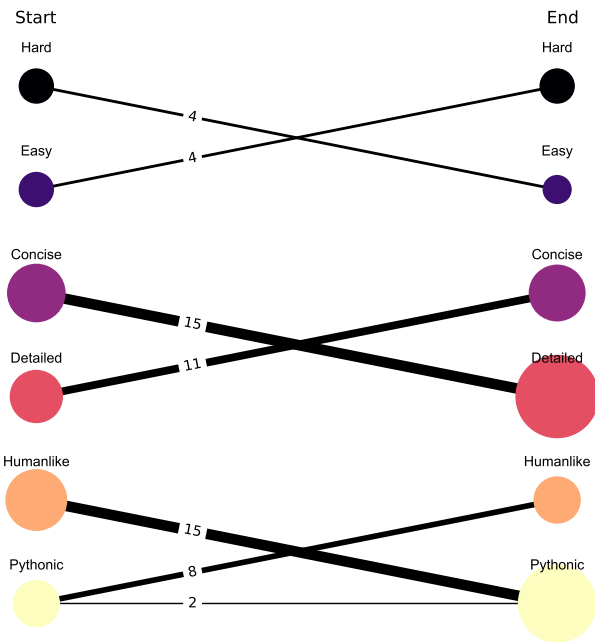 Start End
Hard Hard
4
Easy Easy
4
Concise Concise
15
Detailed Detailed
11
Humanlike Humanlike
15
Pythonic Pythonic
8
2